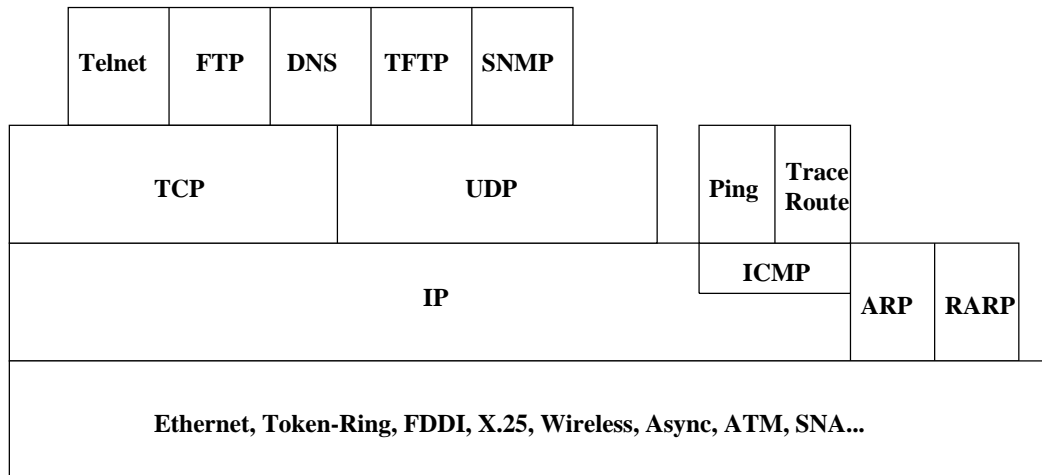 Telnet FTP DNS TFTP SNMP
TCP UDP Ping Trace
Route
IP ICMP
ARP RARP
Ethernet, Token-Ring, FDDI, X.25, Wireless, Async, ATM, SNA...